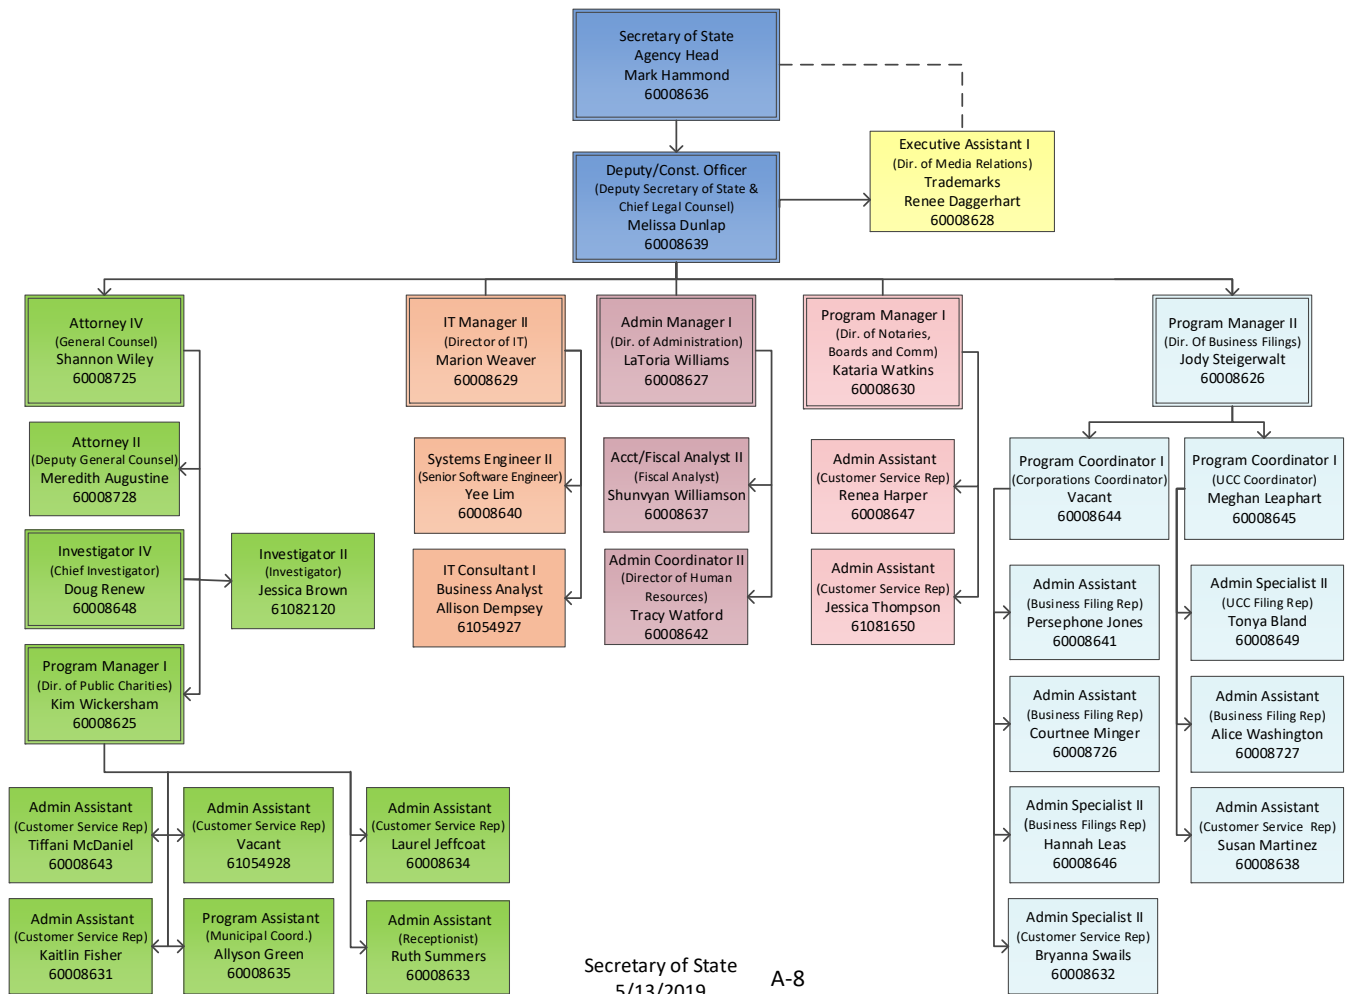 Secretary of State
Agency Head
Mark Hammond
60008636
Deputy/Const. Officer
(Deputy Secretary of State &
Chief Legal Counsel)
Melissa Dunlap
60008639
Executive Assistant I
(Dir. of Media Relations)
Trademarks
Renee Daggerhart
60008628
Attorney IV
(General Counsel)
Shannon Wiley
60008725
IT Manager II
(Director of IT)
Marion Weaver
60008629
Admin Manager I
(Dir. of Administration)
LaToria Williams
60008627
Program Manager I
(Dir. of Notaries,
Boards and Comm)
Kataria Watkins
60008630
Program Manager II
(Dir. Of Business Filings)
Jody Steigerwalt
60008626
Attorney II
(Deputy General Counsel)
Meredith Augustine
60008728
Systems Engineer II
(Senior Software Engineer)
Yee Lim
60008640
Acct/Fiscal Analyst II
(Fiscal Analyst)
Shunvyan Williamson
60008637
Admin Assistant
(Customer Service Rep)
Renea Harper
60008647
Program Coordinator I
(Corporations Coordinator)
Vacant
60008644
Program Coordinator I
(UCC Coordinator)
Meghan Leaphart
60008645
Investigator IV
(Chief Investigator)
Doug Renew
60008648
Investigator II
(Investigator)
Jessica Brown
61082120
IT Consultant I
Business Analyst
Allison Dempsey
61054927
Admin Coordinator II
(Director of Human
Resources)
Tracy Watford
60008642
Admin Assistant
(Customer Service Rep)
Jessica Thompson
61081650
Admin Assistant
(Business Filing Rep)
Persephone Jones
60008641
Admin Specialist II
(UCC Filing Rep)
Tonya Bland
60008649
Program Manager I
(Dir. of Public Charities)
Kim Wickersham
60008625
Admin Assistant
(Business Filing Rep)
Courtnee Minger
60008726
Admin Assistant
(Business Filing Rep)
Alice Washington
60008727
Admin Assistant
(Customer Service Rep)
Tiffani McDaniel
60008643
Admin Assistant
(Customer Service Rep)
Vacant
61054928
Admin Assistant
(Customer Service Rep)
Laurel Jeffcoat
60008634
Admin Specialist II
(Business Filings Rep)
Hannah Leas
60008646
Admin Assistant
(Customer Service Rep)
Susan Martinez
60008638
Admin Assistant
(Customer Service Rep)
Kaitlin Fisher
60008631
Program Assistant
(Municipal Coord.)
Allyson Green
60008635
Admin Assistant
(Receptionist)
Ruth Summers
60008633
Admin Specialist II
(Customer Service Rep)
Bryanna Swails
60008632
Secretary of State
5/13/2019
A-8